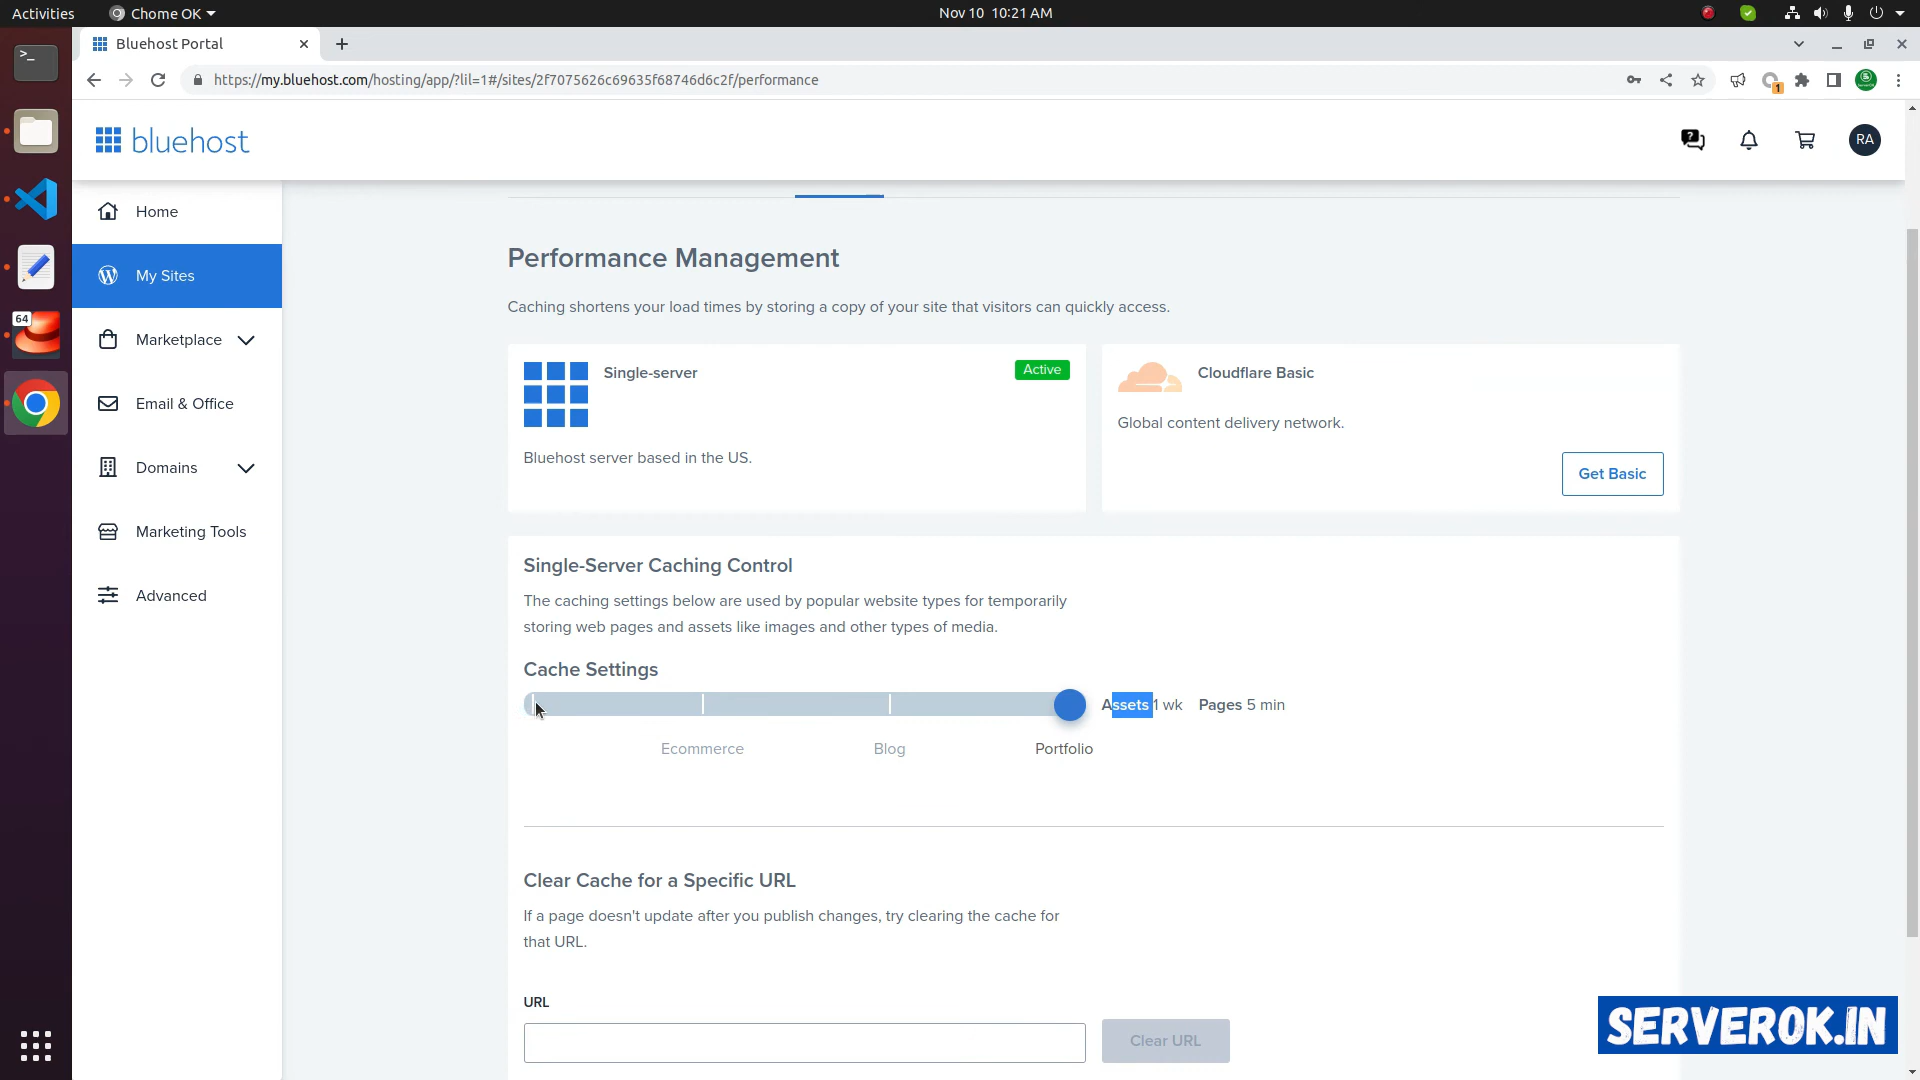 Activities
Chome OK
Nov 10 10:21 AM
Bluehost Portal
https://my.bluehost.com/hosting/app/?lil=1#/sites/2f7075626c69635f68746d6c2f/performance
1
bluehost
RA
Home
My Sites
Marketplace
Email & Office
Domains
Marketing Tools
Advanced
64
Performance Management
Caching shortens your load times by storing a copy of your site that visitors can quickly access.
Single-server
Active
Bluehost server based in the US.
Cloudflare Basic
Global content delivery network.
Get Basic
Single-Server Caching Control
The caching settings below are used by popular website types for temporarily
storing web pages and assets like images and other types of media.
Cache Settings
Assets 1 wk Pages 5 min
Ecommerce
Blog
Portfolio
Clear Cache for a Specific URL
If a page doesn't update after you publish changes, try clearing the cache for
that URL.
URL
Clear URL
SERVEROK.IN